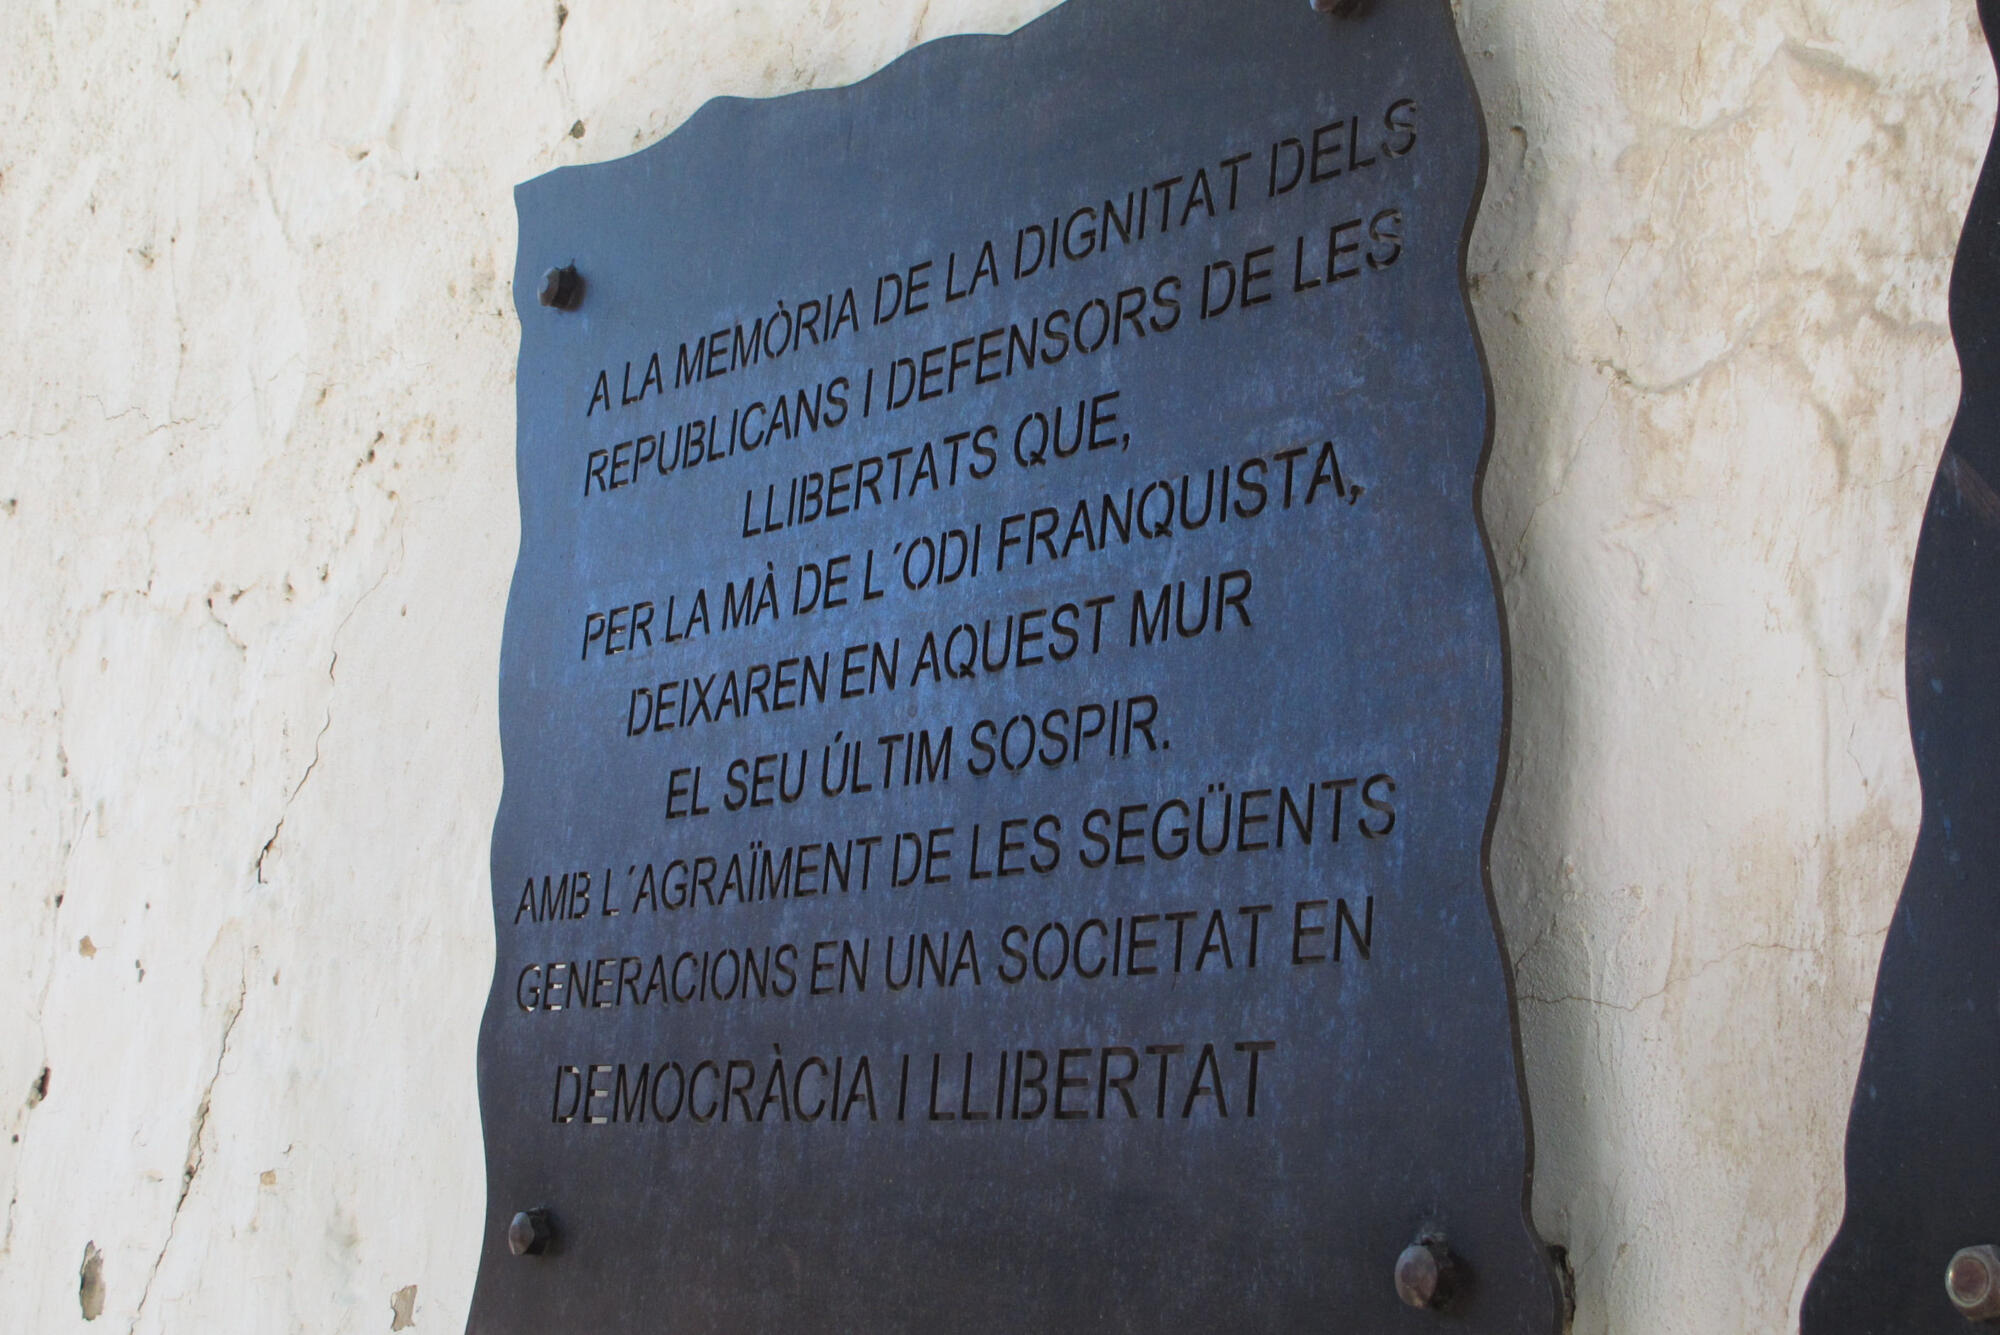 A LA MEMÒRIA DE LA DIGNITAT DELS
REPUBLICANS I DEFENSORS DE LES
LLIBERTATS QUE,
PER LA MÀ DE L´ODI FRANQUISTA,
DEIXAREN EN AQUEST MUR
EL SEU ÚLTIM SOSPIR.
AMB L´AGRAÏMENT DE LES SEGÜENTS
GENERACIONS EN UNA SOCIETAT EN
DEMOCRÀCIA I LLIBERTAT